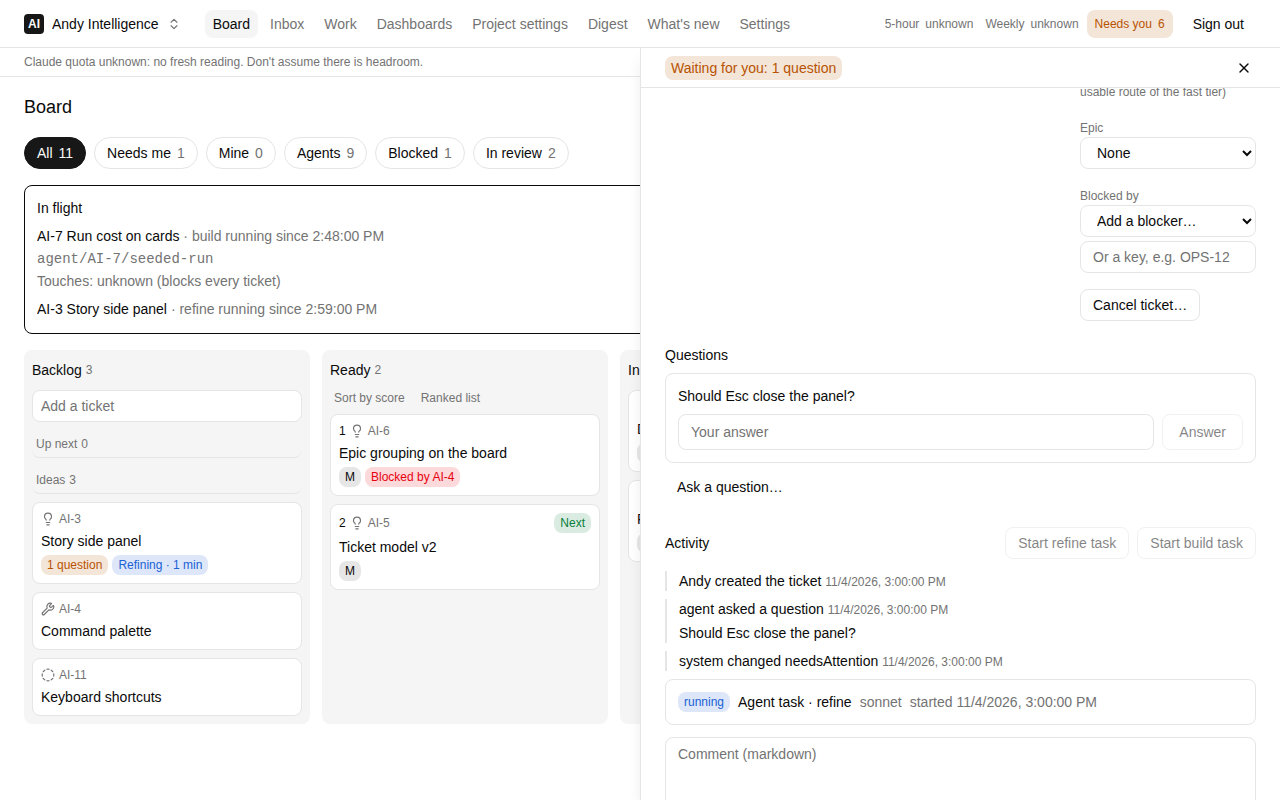 AI Andy Intelligence Board Inbox Work Dashboards Project settings Digest What's new Settings 5-hour unknown Weekly unknown Needs you 6 Sign out
Claude quota unknown: no fresh reading. Don't assume there is headroom.
Board
All 11 Needs me 1 Mine 0 Agents 9 Blocked 1 In review 2
In flight
AI-7 Run cost on cards · build running since 2:48:00 PM
agent/AI-7/seeded-run
Touches: unknown (blocks every ticket)
AI-3 Story side panel · refine running since 2:59:00 PM
Backlog 3
Add a ticket
Up next 0
Ideas 3
AI-3
Story side panel
1 question Refining · 1 min
AI-4
Command palette
AI-11
Keyboard shortcuts
Ready 2
Sort by score Ranked list
1 AI-6
Epic grouping on the board
M Blocked by AI-4
2 AI-5 Next
Ticket model v2
M
In
Waiting for you: 1 question
usable route of the fast tier)
Epic
None
Blocked by
Add a blocker…
Or a key, e.g. OPS-12
Cancel ticket…
Questions
Should Esc close the panel?
Your answer Answer
Ask a question…
Activity Start refine task Start build task
Andy created the ticket 11/4/2026, 3:00:00 PM
agent asked a question 11/4/2026, 3:00:00 PM
Should Esc close the panel?
system changed needsAttention 11/4/2026, 3:00:00 PM
running Agent task · refine sonnet started 11/4/2026, 3:00:00 PM
Comment (markdown)